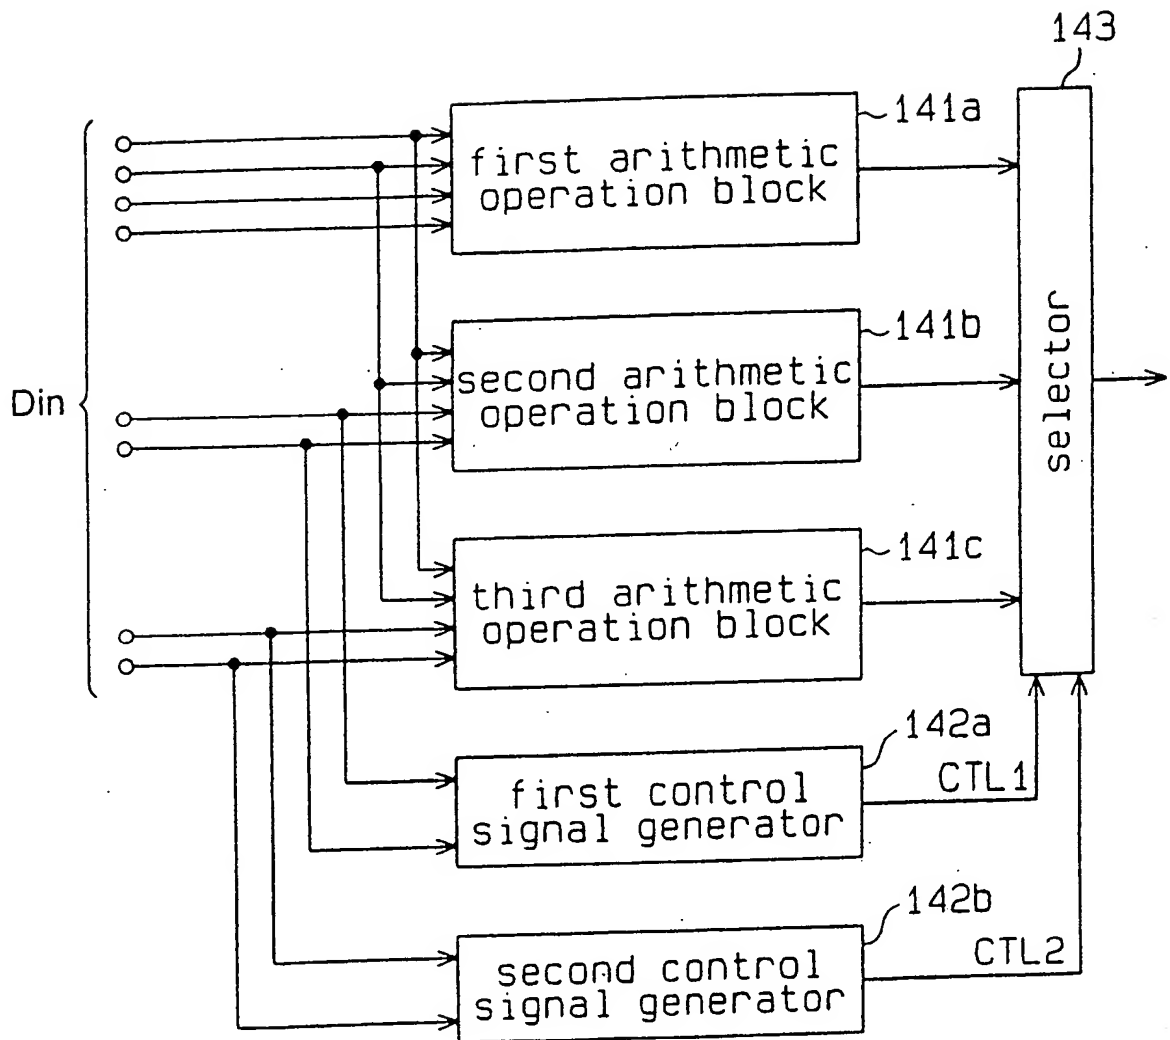 143
141a
first arithmetic
operation block
141b
second arithmetic
operation block
selector
Din
141c
third arithmetic
operation block
142a
first control
signal generator
CTL1
142b
second control
signal generator
CTL2